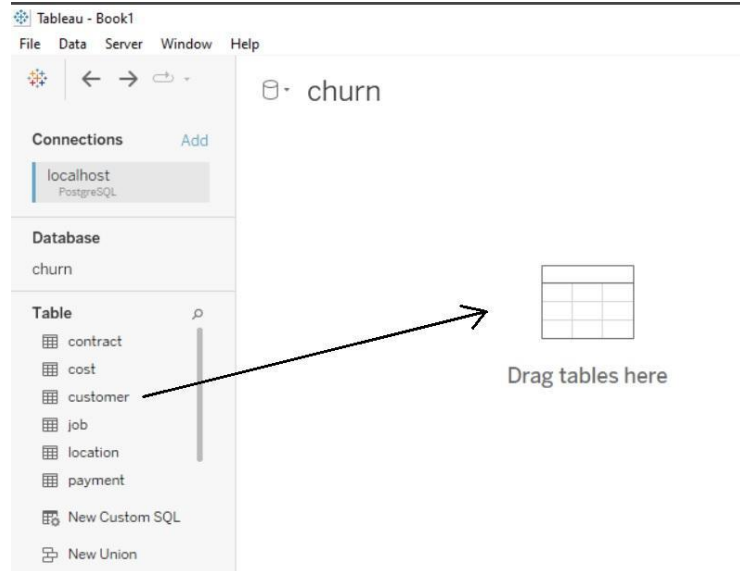 Tableau - Book1
File Data Server Window Help
churn
Connections Add
localhost
PostgreSQL
Database
churn
Table
contract
cost
customer
job
location
payment
New Custom SQL
New Union
Drag tables here